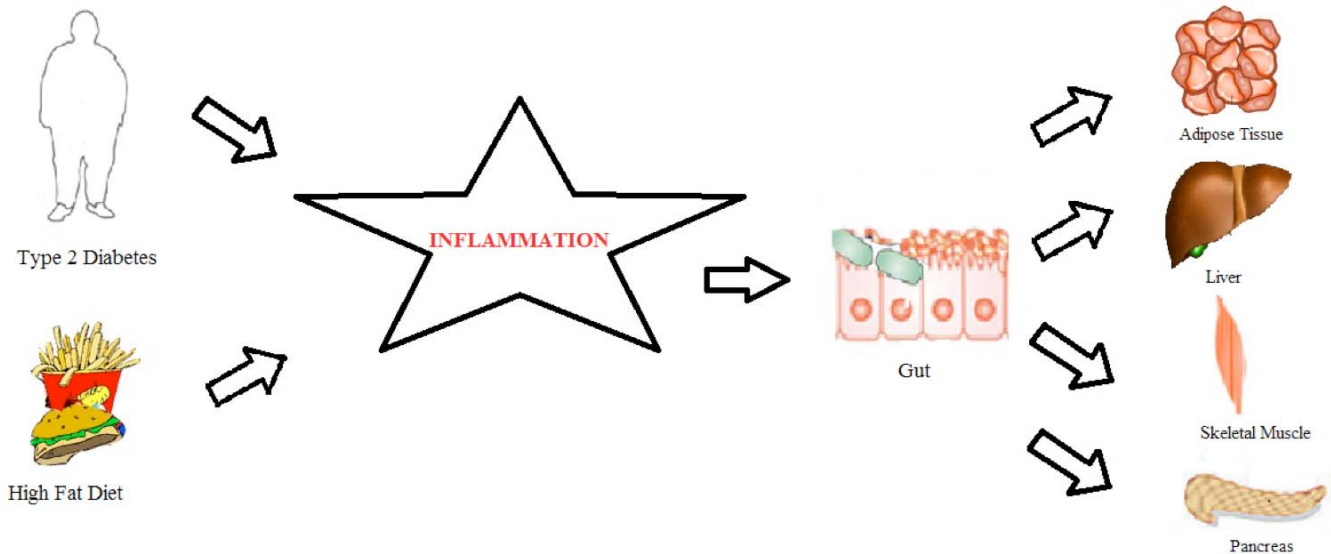 Type 2 Diabetes
High Fat Diet
INFLAMMATION
Gut
Adipose Tissue
Liver
Skeletal Muscle
Pancreas